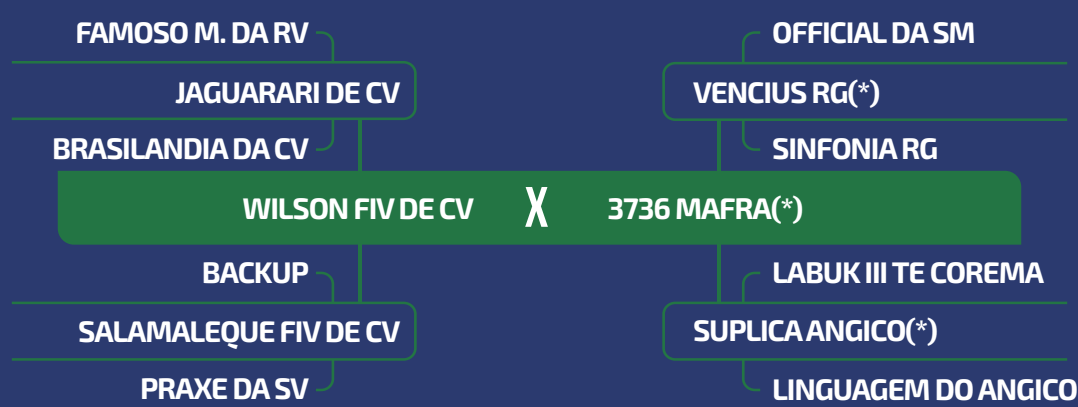 FAMOSO M. DA RV
OFFICIAL DA SM
JAGUARARI DE CV
VENCIUS RG(*)
BRASILANDIA DA CV
SINFONIA RG
WILSON FIV DE CV X 3736 MAFRA(*)
BACKUP
LABUK III TE COREMA
SALAMALEQUE FIV DE CV
SUPLICA ANGICO(*)
PRAXE DA SV
LINGUAGEM DO ANGICO